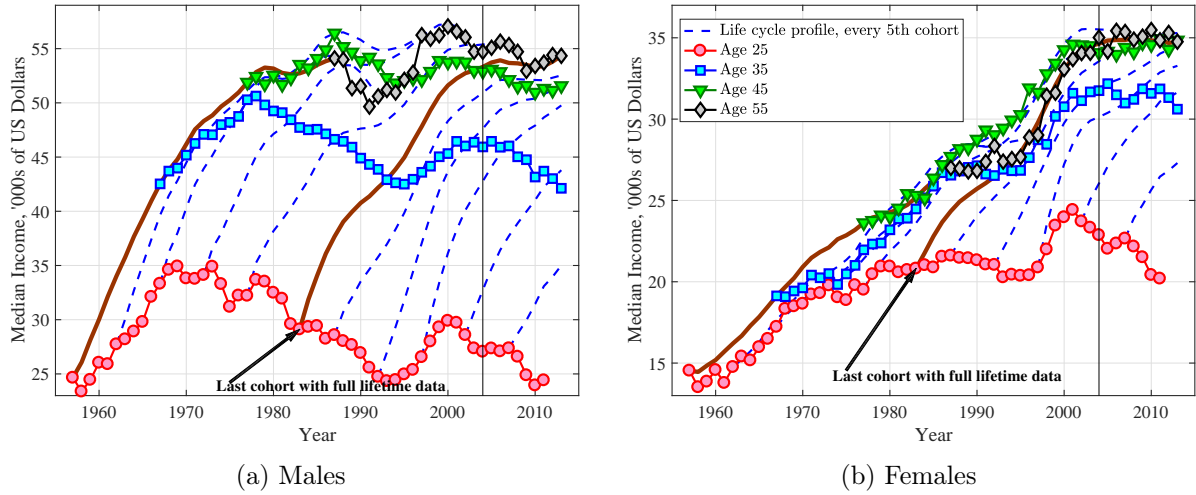 Median Income, '000s of US Dollars
55
50
45
40
35
30
25
1960
1970
1980
1990
2000
2010
Year
Last cohort with full lifetime data
(a) Males
Median Income, '000s of US Dollars
35
30
25
20
15
1960
1970
1980
1990
2000
2010
Year
Life cycle profile, every 5th cohort
Age 25
Age 35
Age 45
Age 55
Last cohort with full lifetime data
(b) Females